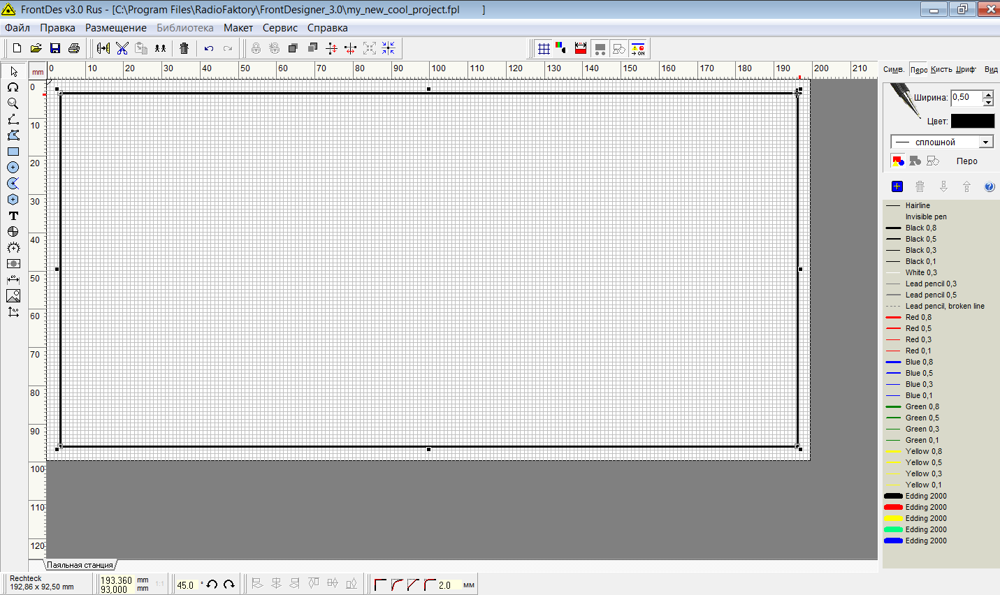 FrontDes v3.0 Rus - [C:\Program Files\RadioFaktory\FrontDesigner_3.0\my_new_cool_project.fpl ]
Файл Правка Размещение Библиотека Макет Сервис Справка
ON
mm 0 10 20 30 40 50 60 70 80 90 100 110 120 130 140 150 160 170 180 190 200 210
0
10
20
30
40
50
60
70
80
90
100
110
120
Симв. Перо Кисть Шриф Вид
Ширина: 0,50
Цвет:
сплошной
Перо
Hairline
Invisible pen
Black 0,8
Black 0,5
Black 0,3
Black 0,1
White 0,3
Lead pencil 0,3
Lead pencil 0,5
Lead pencil, broken line
Red 0,8
Red 0,5
Red 0,3
Red 0,1
Blue 0,8
Blue 0,5
Blue 0,3
Blue 0,1
Green 0,8
Green 0,5
Green 0,3
Green 0,1
Yellow 0,8
Yellow 0,5
Yellow 0,3
Yellow 0,1
Edding 2000
Edding 2000
Edding 2000
Edding 2000
Edding 2000
Паяльная станция
Rechteck
192,86 x 92,50 mm
193.360 mm
93,000 mm
1:1
45.0 °
2.0 мм